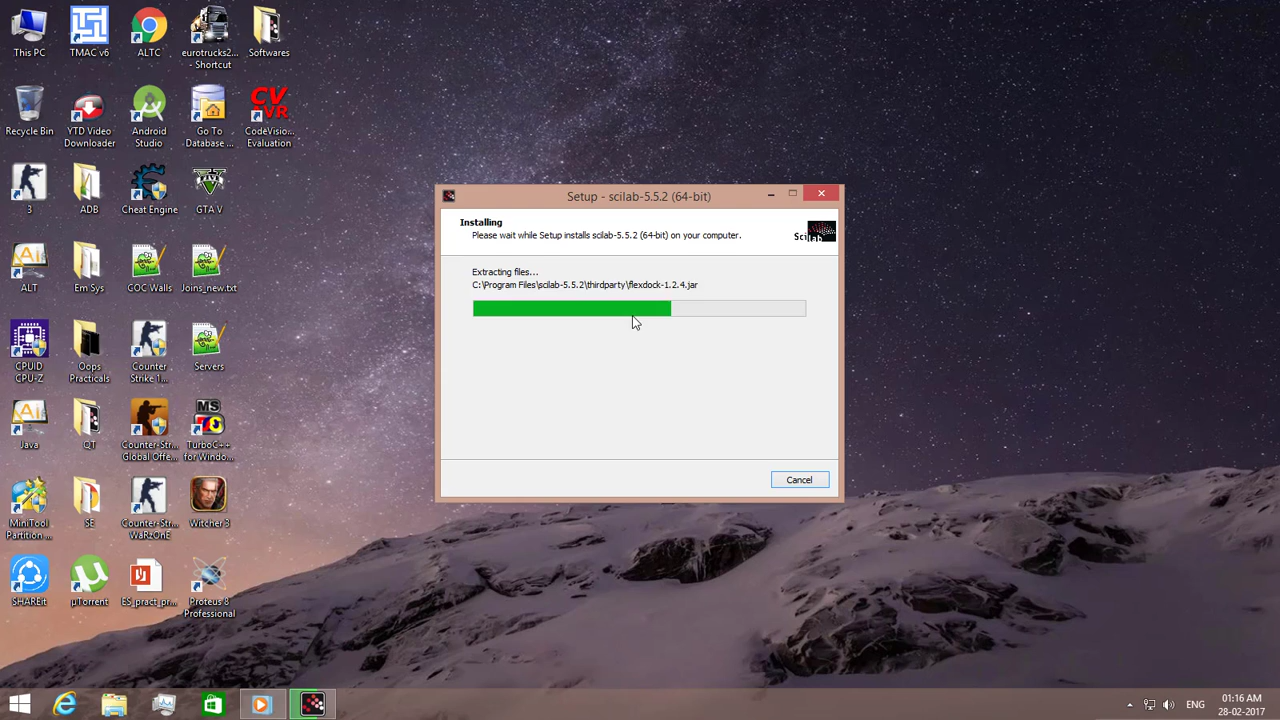 This PC
TMAC v6
ALTC
eurotrucks2...
- Shortcut
Softwares
Recycle Bin
YTD Video
Downloader
Android
Studio
Go To
Database ...
CV
AVR
CodeVisio...
Evaluation
3
ADB
Cheat Engine
GTA V
ALT
Em Sys
COC Walls
Joins_new.txt
CPUID
CPU-Z
Oops
Practicals
Counter
Strike 1...
Servers
Java
QT
Counter-Str...
Global Offe...
MS
TurboC++
for Windo...
MiniTool
Partition ...
SE
Counter-Str...
WaRzOnE
Witcher 3
SHAREit
µTorrent
ES_pract_pr...
Proteus 8
Professional
Setup - scilab-5.5.2 (64-bit)
Installing
Please wait while Setup installs scilab-5.5.2 (64-bit) on your computer.
Scilab
Extracting files...
C:\Program Files\scilab-5.5.2\thirdparty\flexdock-1.2.4.jar
Cancel
ENG
01:16 AM
28-02-2017